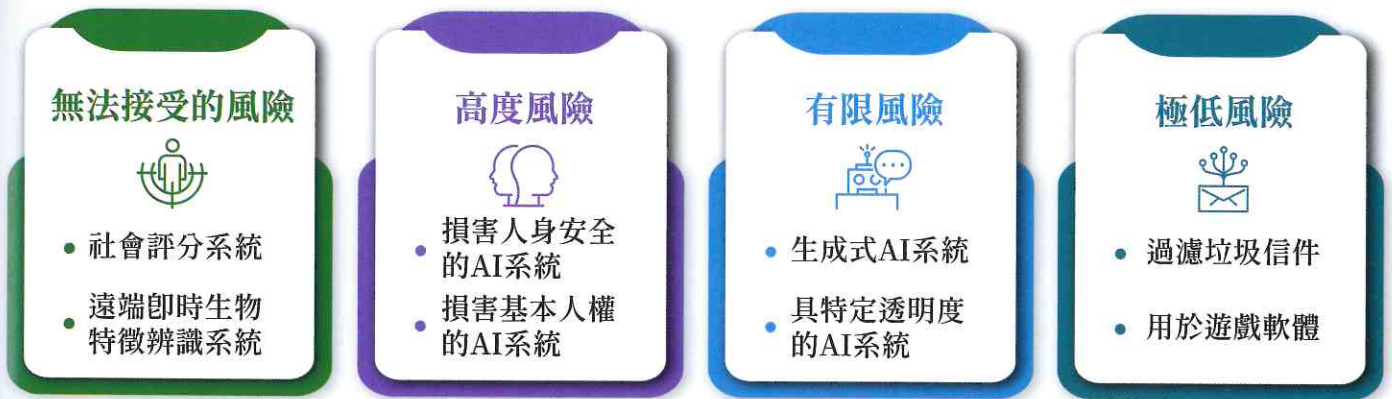 無法接受的風險
• 社會評分系統
• 遠端即時生物
特徵辨識系統
高度風險
• 損害人身安全
的AI系統
• 損害基本人權
的AI系統
有限風險
• 生成式AI系統
• 具特定透明度
的AI系統
極低風險
• 過濾垃圾信件
• 用於遊戲軟體